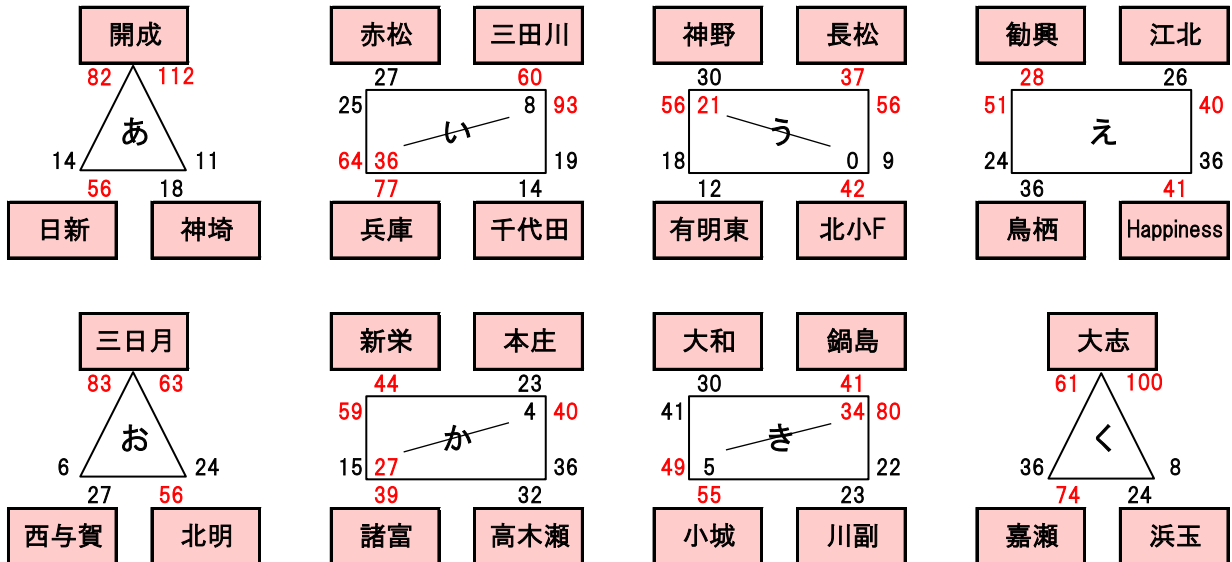 開成 赤松 三田川 神野 長松 勧興 江北
82 112 27 60 30 37 28 26
25 8 93 56 21 56 51 40
あ い う え
14 11 64 36 19 18 0 9 24 36
56 18 77 14 12 42 36 41
日新 神埼 兵庫 千代田 有明東 北小F 鳥栖 Happiness
三日月 新栄 本庄 大和 鍋島 大志
83 63 44 23 30 41 61 100
59 4 40 41 34 80
お か き く
6 24 15 27 36 49 5 22 36 8
27 56 39 32 55 23 74 24
西与賀 北明 諸富 高木瀬 小城 川副 嘉瀬 浜玉